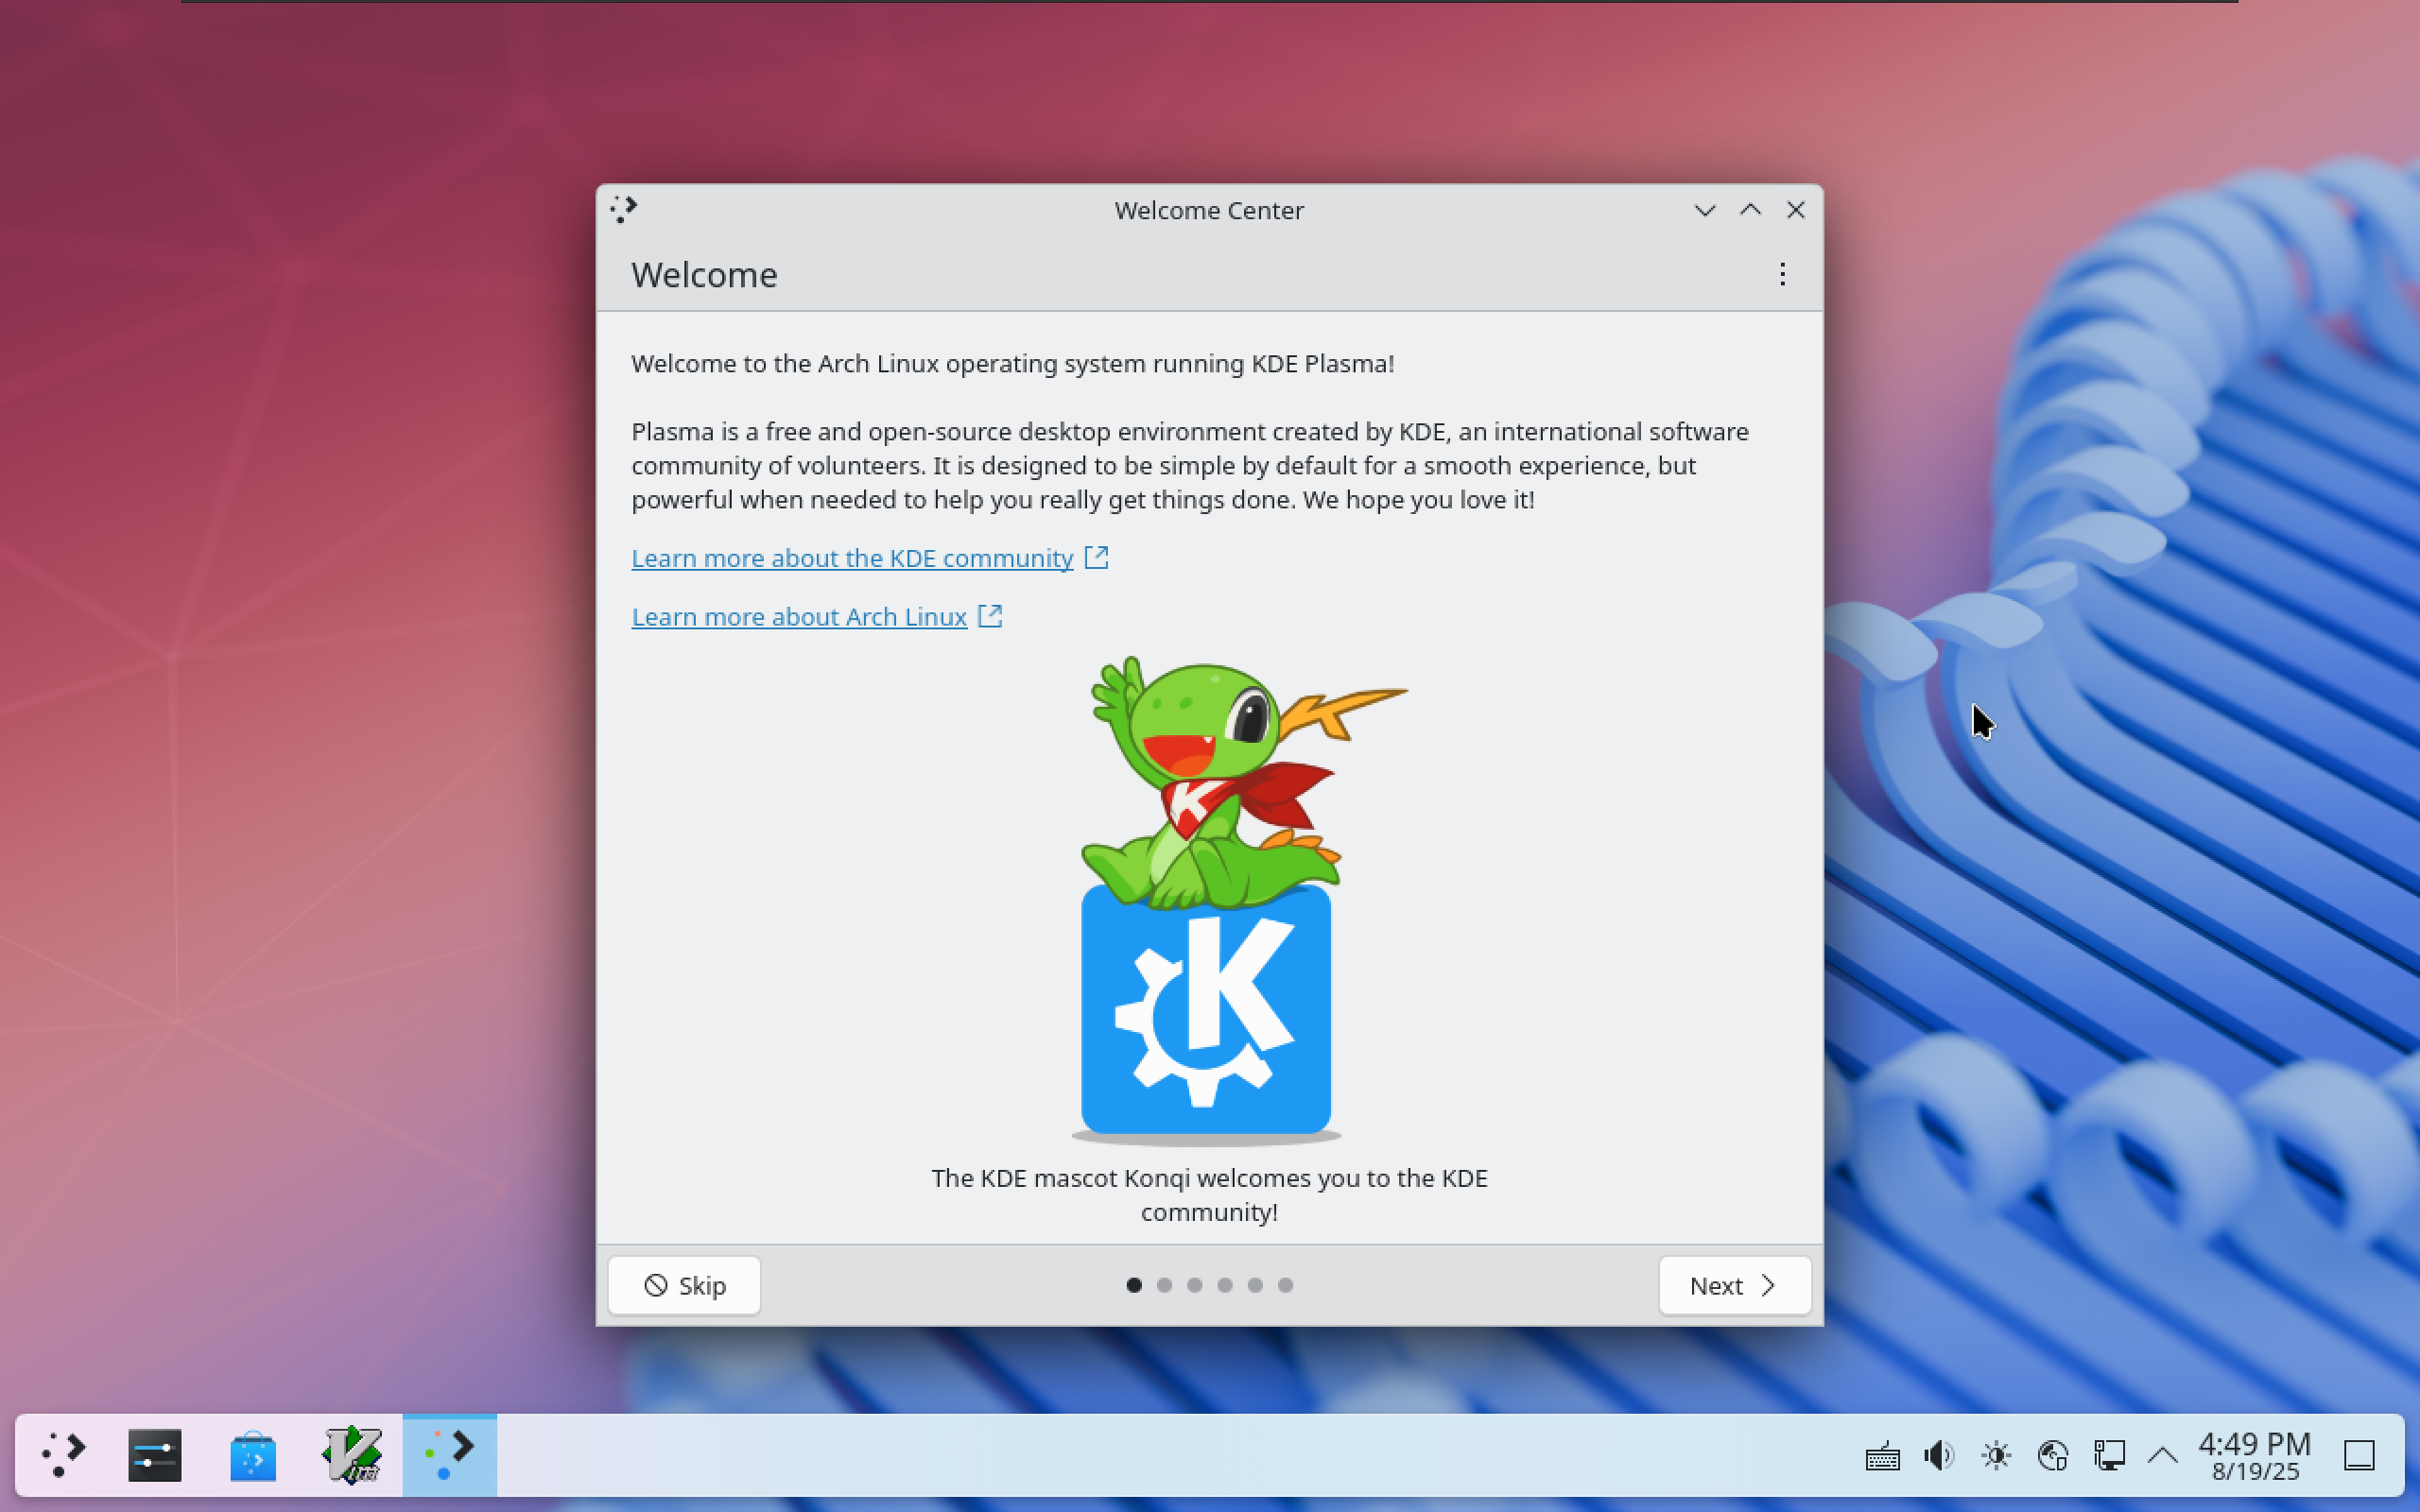 Welcome Center
Welcome
Welcome to the Arch Linux operating system running KDE Plasma!
Plasma is a free and open-source desktop environment created by KDE, an international software
community of volunteers. It is designed to be simple by default for a smooth experience, but
powerful when needed to help you really get things done. We hope you love it!
Learn more about the KDE community
Learn more about Arch Linux
K
K
The KDE mascot Konqi welcomes you to the KDE
community!
Skip
Next
Vim
4:49 PM
8/19/25